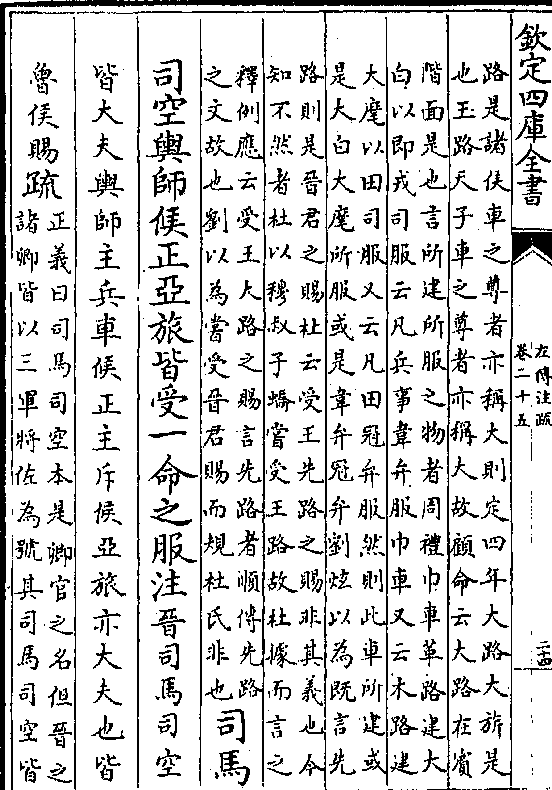 欽定四庫全書
左傳注疏
卷二十五
二十四
路是諸侯車之尊者亦稱大則定四年大路大旂是
也玉路天子車之尊者亦稱大故顧命云大路在賓
階面是也言所建所服之物者周禮巾車革路建大
白以即戎司服云凡兵事韋弁服巾車又云木路建
大麾以田司服又云凡田冠弁服然則此車所建或
是大白大麾所服或是韋弁冠弁劉炫以為既言先
路則是晉君之賜杜云受王先路之賜非其義也今
知不然者杜以穆叔子蟜嘗受王路故杜據而言之
釋例應云受王大路之賜言先路者順傳先路
之文故也劉以為嘗受晉君賜而規杜氏非也
司馬
司空輿師侯正亞旅皆受一命之服注晉司馬司空
皆大夫輿師主兵車侯正主斥侯亞旅亦大夫也皆
魯侯賜疏
正義曰司馬司空本是卿官之名但晉之
諸卿皆以三軍將佐為號其司馬司空皆